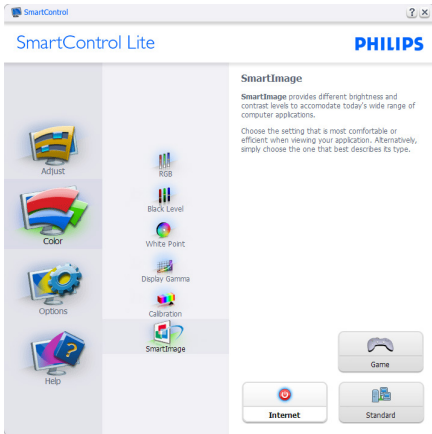 SmartControl
SmartControl Lite
PHILIPS
Adjust
Color
Options
Help
RGB
Black Level
White Point
Display Gamma
Calibration
SmartImage
SmartImage
SmartImage provides different brightness and
contrast levels to accomodate today's wide range of
computer applications.
Choose the setting that is most comfortable or
efficient when viewing your application. Alternatively,
simply choose the one that best describes its type.
Game
Internet
Standard